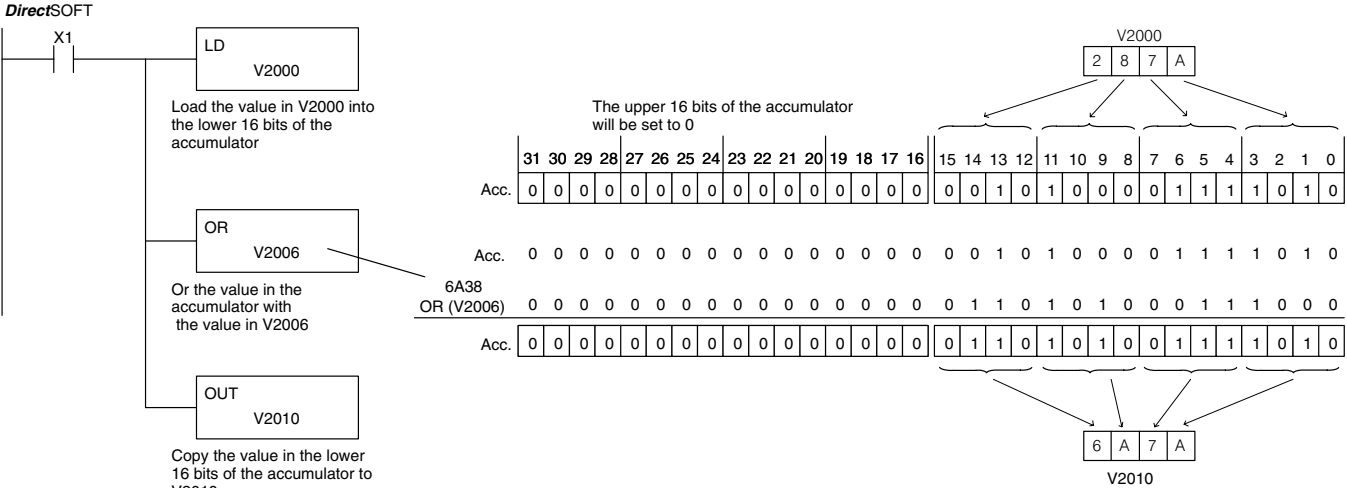 DirectSOFT
X1
LD
V2000
Load the value in V2000 into
the lower 16 bits of the
accumulator
OR
V2006
Or the value in the
accumulator with
the value in V2006
OUT
V2010
Copy the value in the lower
16 bits of the accumulator to
V2000
2 8 7 A
The upper 16 bits of the accumulator
will be set to 0
31 30 29 28 27 26 25 24 23 22 21 20 19 18 17 16 15 14 13 12 11 10 9 8 7 6 5 4 3 2 1 0
Acc. 0 0 0 0 0 0 0 0 0 0 0 0 0 0 0 0 0 0 1 0 1 0 0 0 0 1 1 1 1 0 1 0
Acc. 0 0 0 0 0 0 0 0 0 0 0 0 0 0 0 0 0 0 1 0 1 0 0 0 0 1 1 1 1 0 1 0
6A38
OR (V2006) 0 0 0 0 0 0 0 0 0 0 0 0 0 0 0 0 0 1 1 0 1 0 1 0 0 0 1 1 1 0 0 0
Acc. 0 0 0 0 0 0 0 0 0 0 0 0 0 0 0 0 0 1 1 0 1 0 1 0 0 1 1 1 1 0 1 0
6 A 7 A
V2010